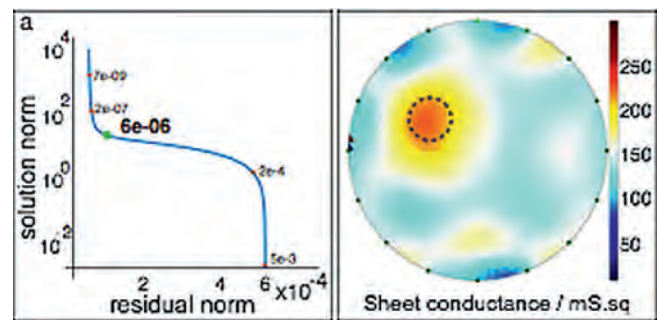 a
10^4
10^2
10^0
10^-2
solution norm
7e-09
2e-07
6e-06
2e-4
5e-3
2
4
6
×10^-4
residual norm
250
200
150
100
50
Sheet conductance / mS.sq